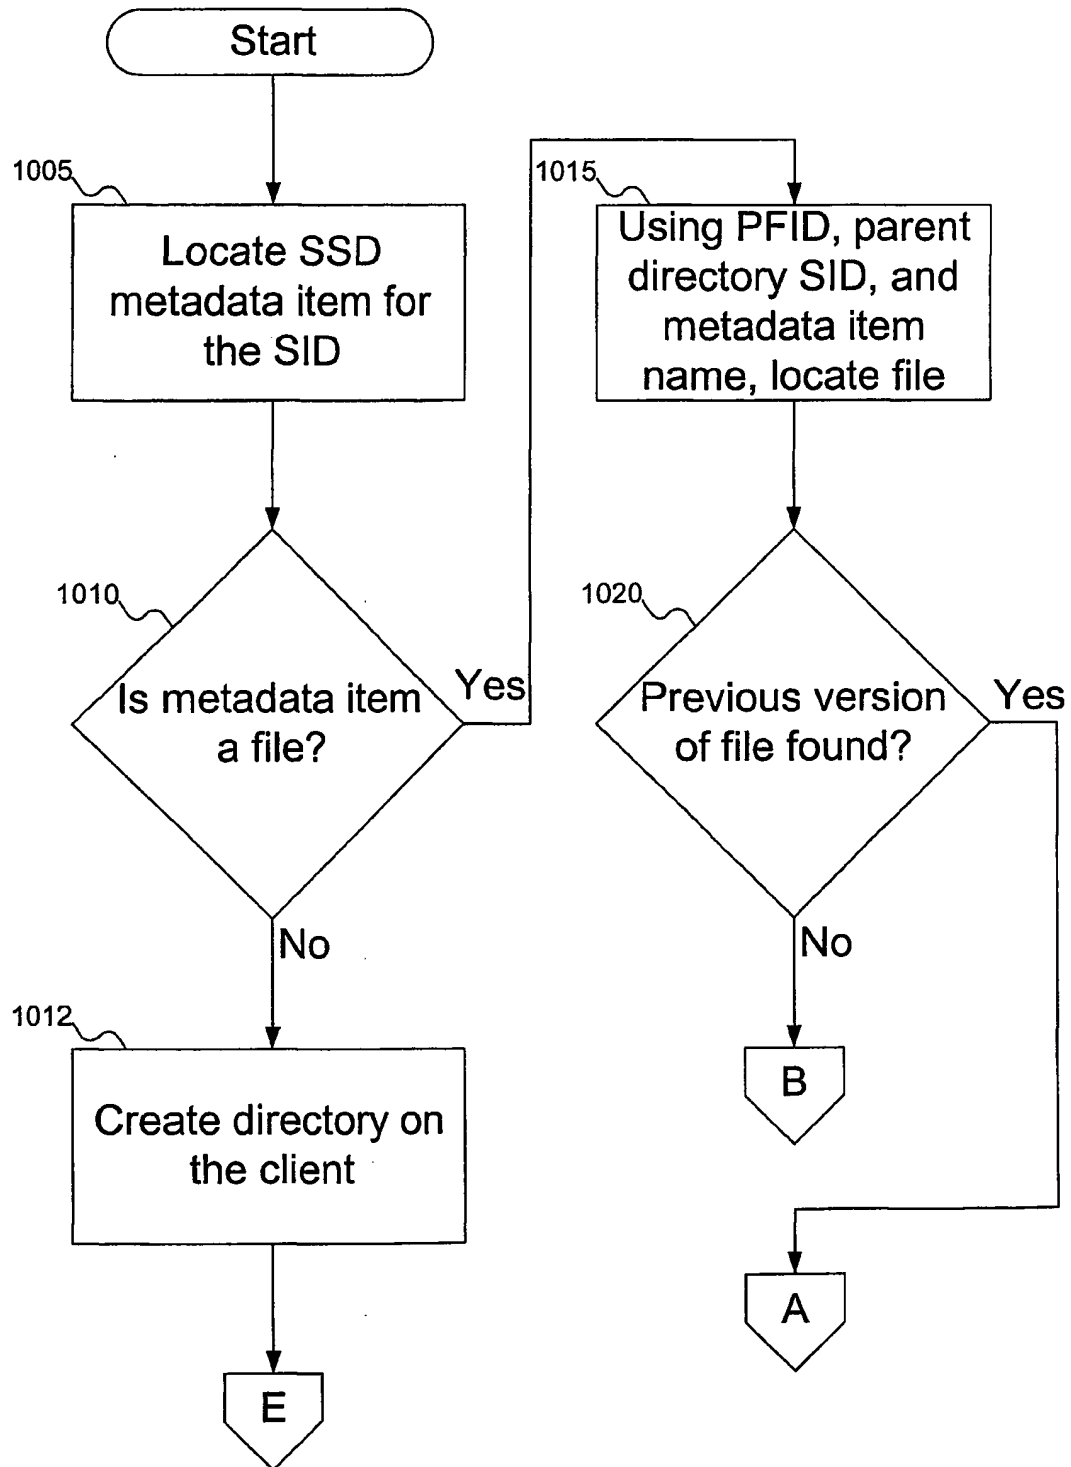 Start
1005
Locate SSD
metadata item for
the SID
1010
Is metadata item
a file?
Yes
No
1012
Create directory on
the client
E
1015
Using PFID, parent
directory SID, and
metadata item
name, locate file
1020
Previous version
of file found?
Yes
No
B
A